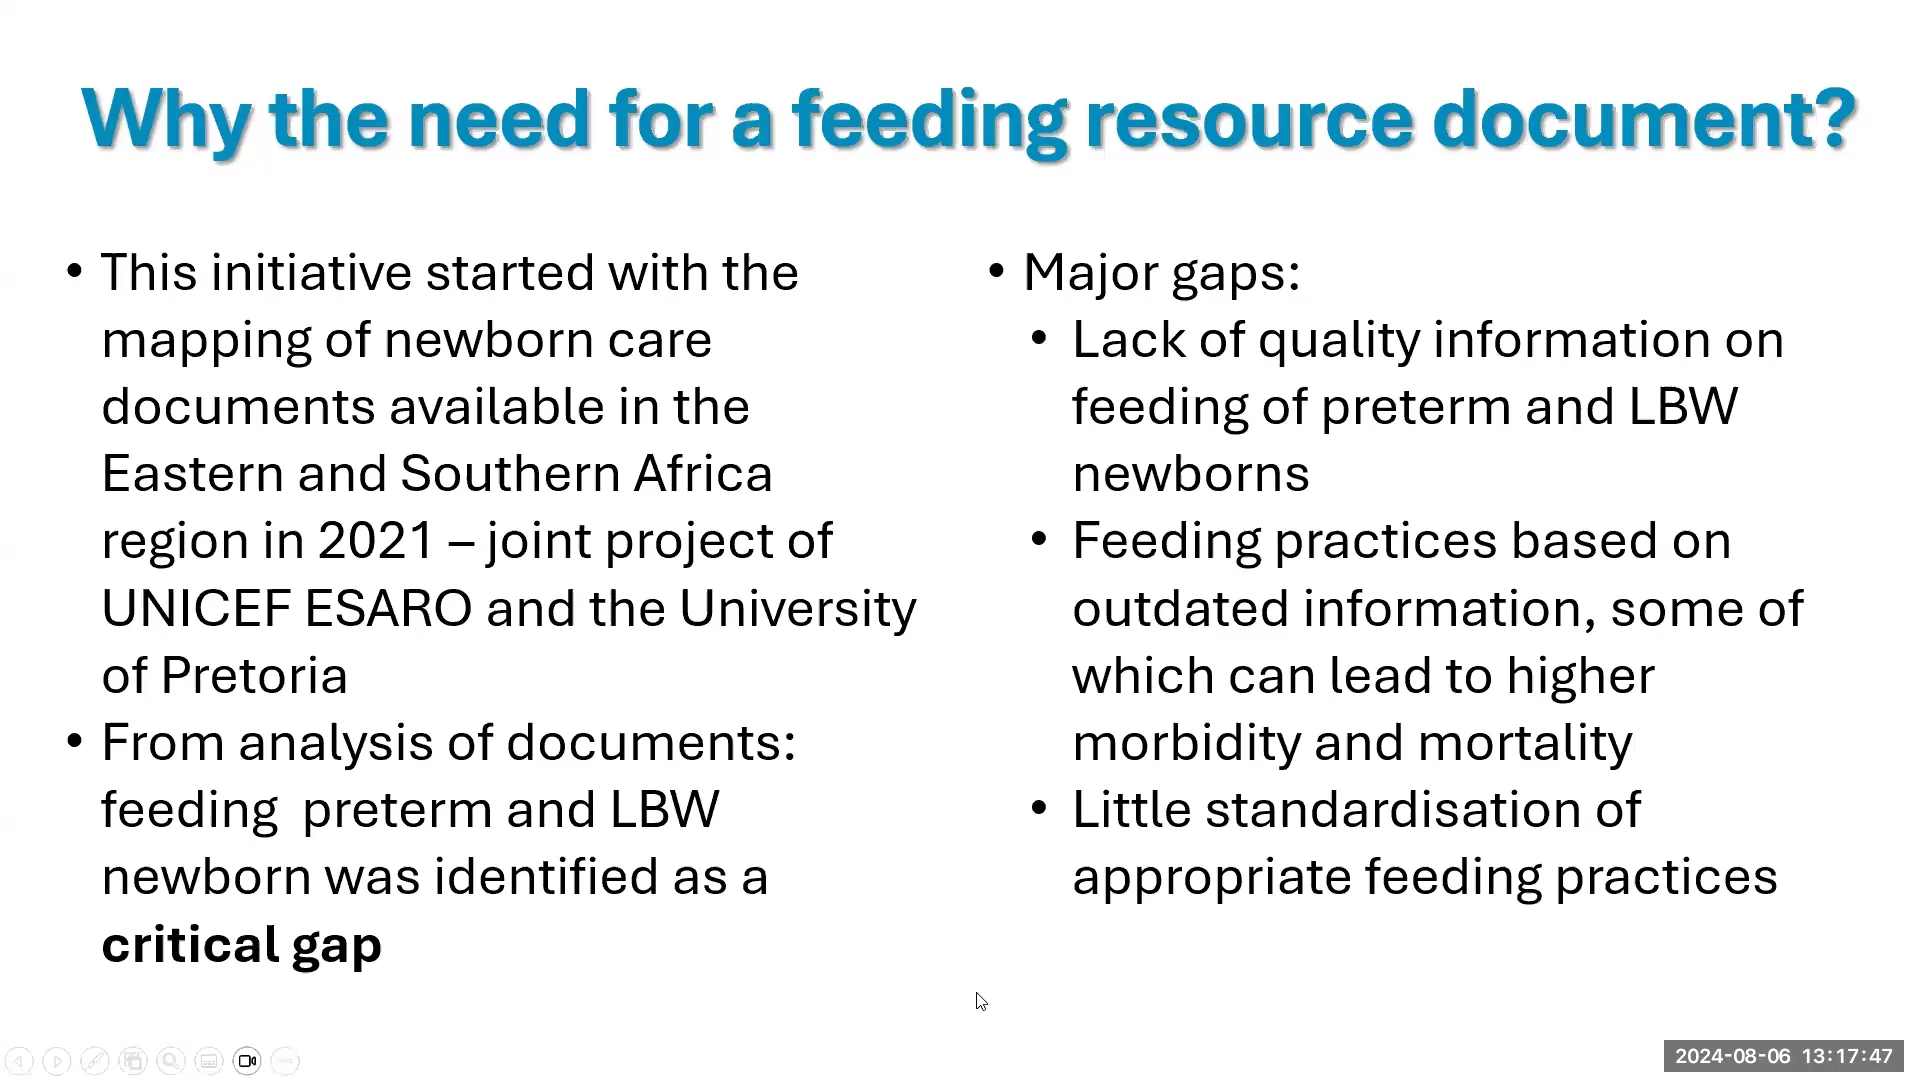 Why the need for a feeding resource document?
• This initiative started with the
mapping of newborn care
documents available in the
Eastern and Southern Africa
region in 2021 – joint project of
UNICEF ESARO and the University
of Pretoria
• From analysis of documents:
feeding  preterm and LBW
newborn was identified as a
critical gap
• Major gaps:
• Lack of quality information on
feeding of preterm and LBW
newborns
• Feeding practices based on
outdated information, some of
which can lead to higher
morbidity and mortality
• Little standardisation of
appropriate feeding practices
2024-08-06 13:17:47